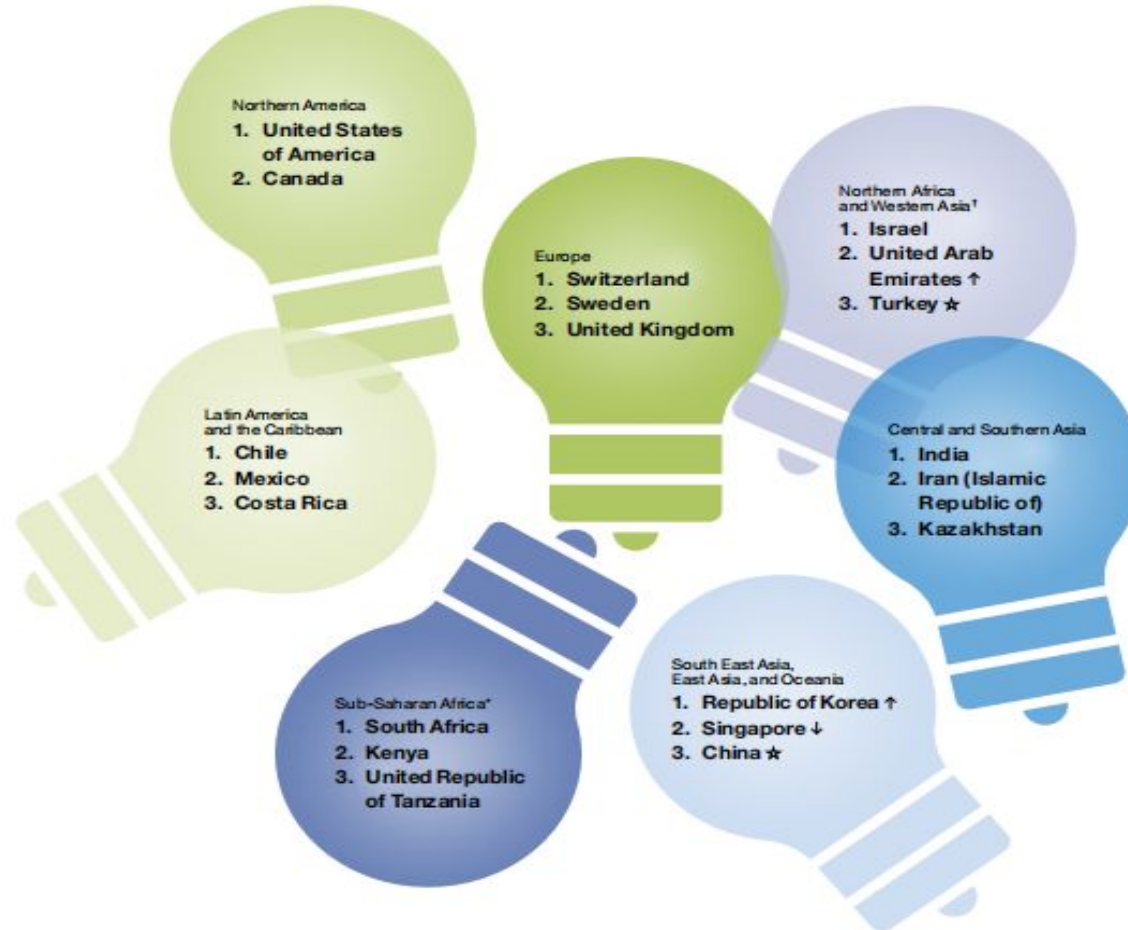 Northern America
1. United States
of America
2. Canada
Europe
1. Switzerland
2. Sweden
3. United Kingdom
Northern Africa
and Western Asia†
1. Israel
2. United Arab
Emirates ↑
3. Turkey ☆
Latin America
and the Caribbean
1. Chile
2. Mexico
3. Costa Rica
Central and Southern Asia
1. India
2. Iran (Islamic
Republic of)
3. Kazakhstan
Sub-Saharan Africa*
1. South Africa
2. Kenya
3. United Republic
of Tanzania
South East Asia,
East Asia, and Oceania
1. Republic of Korea ↑
2. Singapore ↓
3. China ☆